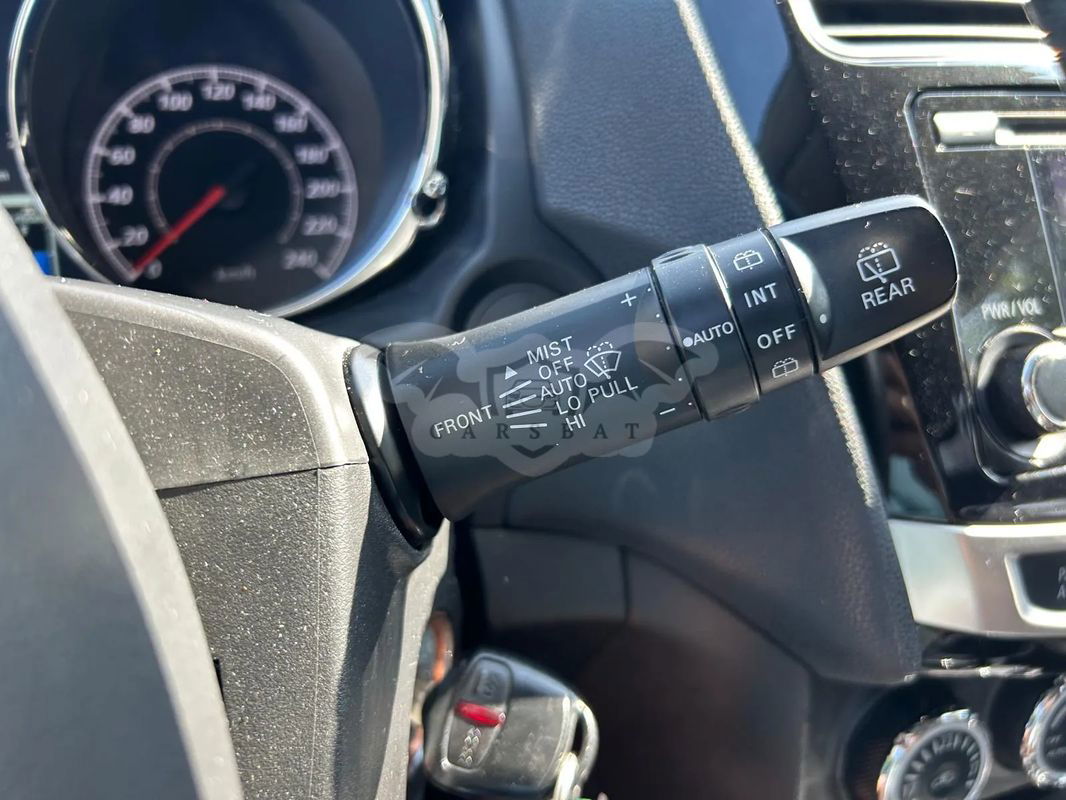 0
20
40
60
80
100
120
140
160
180
200
220
240
km/h
MIST
OFF
AUTO
LO
HI
FRONT
PULL
+
−
AUTO
INT
OFF
REAR
PWR/VOL
CARSBAT